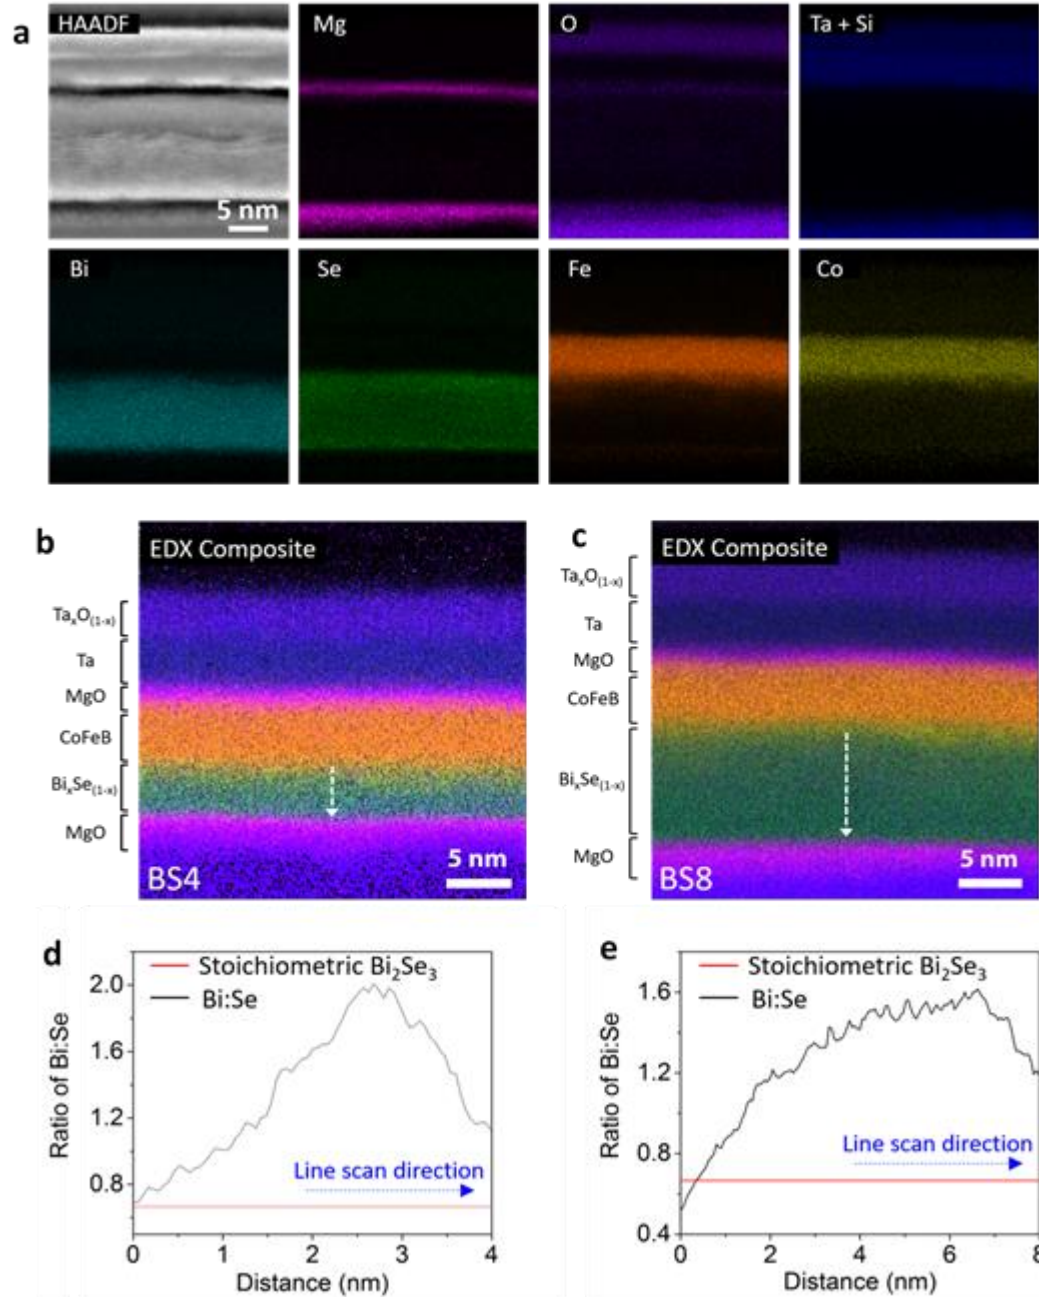 a
HAADF
Mg
O
Ta + Si
5 nm
Bi
Se
Fe
Co
b
EDX Composite
TaₓO₍₁₋ₓ₎
Ta
MgO
CoFeB
BiₓSe₍₁₋ₓ₎
MgO
BS4
5 nm
c
EDX Composite
TaₓO₍₁₋ₓ₎
Ta
MgO
CoFeB
BiₓSe₍₁₋ₓ₎
MgO
BS8
5 nm
d
Stoichiometric Bi₂Se₃
Bi:Se
Ratio of Bi:Se
2.0
1.6
1.2
0.8
Line scan direction
0 1 2 3 4
Distance (nm)
e
Stoichiometric Bi₂Se₃
Bi:Se
Ratio of Bi:Se
1.6
1.2
0.8
0.4
Line scan direction
0 2 4 6 8
Distance (nm)